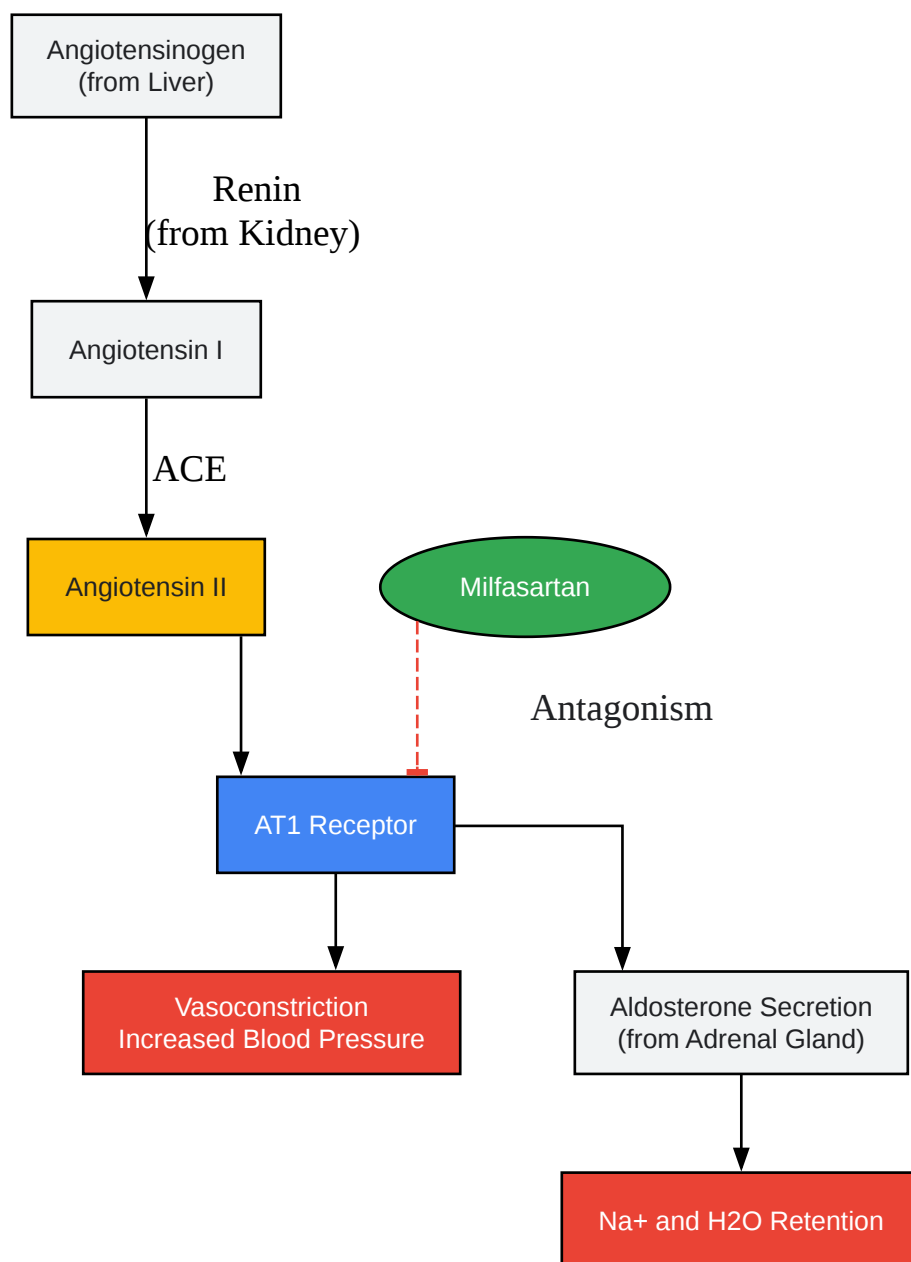 Angiotensinogen
(from Liver)
Renin
(from Kidney)
Angiotensin I
ACE
Angiotensin II
Milfasartan
Antagonism
AT1 Receptor
Vasoconstriction
Increased Blood Pressure
Aldosterone Secretion
(from Adrenal Gland)
Na+ and H2O Retention